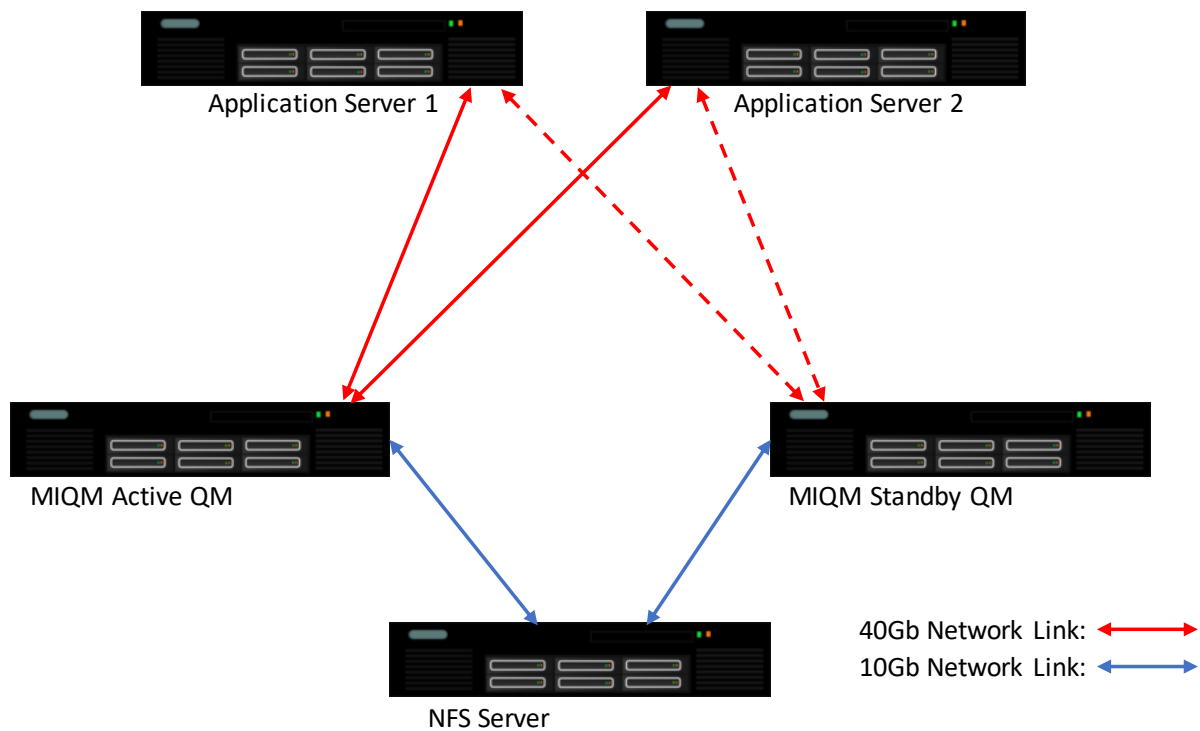 Application Server 1
Application Server 2
MIQM Active QM
MIQM Standby QM
40Gb Network Link:
10Gb Network Link:
NFS Server